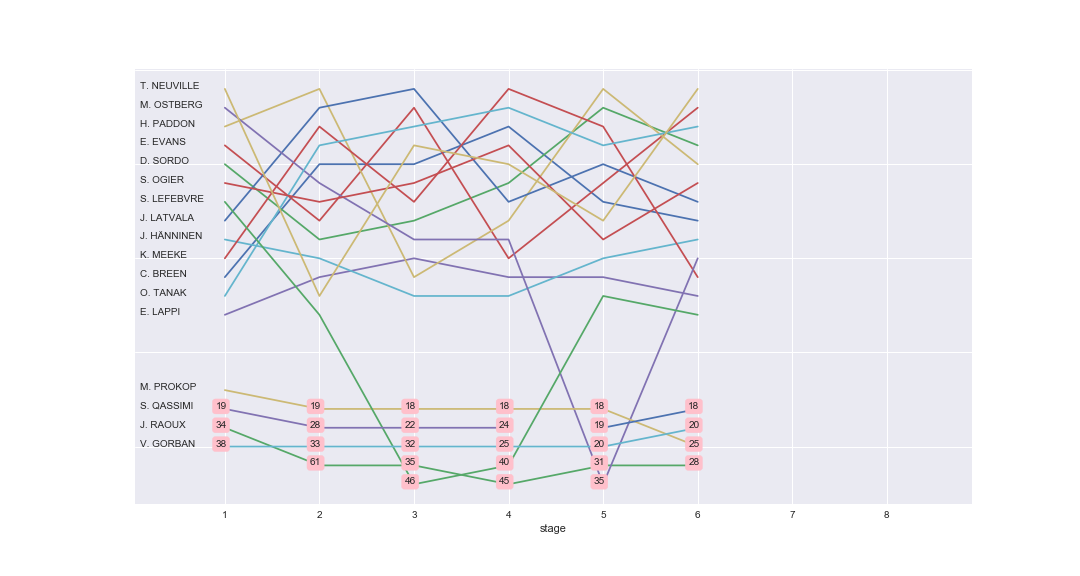 T. NEUVILLE
M. OSTBERG
H. PADDON
E. EVANS
D. SORDO
S. OGIER
S. LEFEBVRE
J. LATVALA
J. HÄNNINEN
K. MEEKE
C. BREEN
O. TANAK
E. LAPPI
M. PROKOP
S. QASSIMI 19 19 18 18 18 18
J. RAOUX 34 28 22 24 19 20
V. GORBAN 38 33 32 25 20 25
61 35 40 31 28
46 45 35
1 2 3 4 5 6 7 8
stage